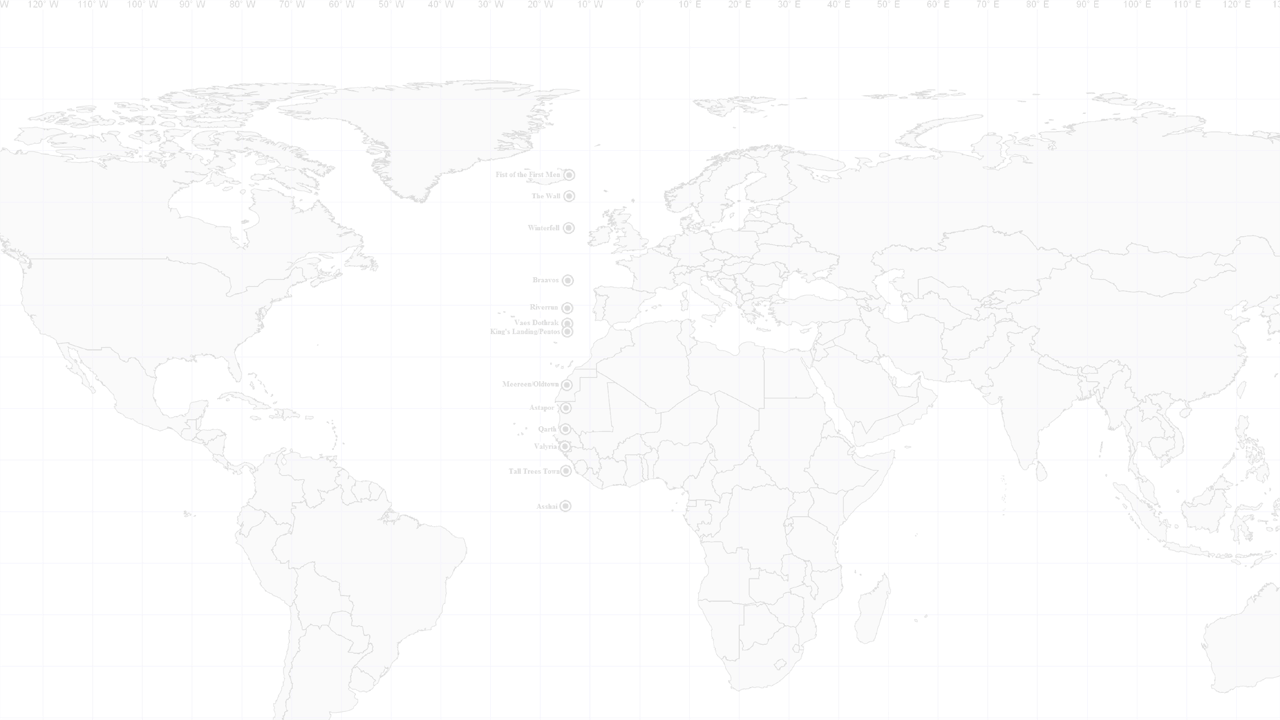 W 120° W 110° W 100° W 90° W 80° W 70° W 60° W 50° W 40° W 30° W 20° W 10° W 0° 10° E 20° E 30° E 40° E 50° E 60° E 70° E 80° E 90° E 100° E 110° E 120° E
Fist of the First Men
The Wall
Winterfell
Braavos
Riverrun
Vaes Dothrak
King's Landing/Pentos
Meereen/Oldtown
Astapor
Qarth
Valyria
Tall Trees Town
Asshai